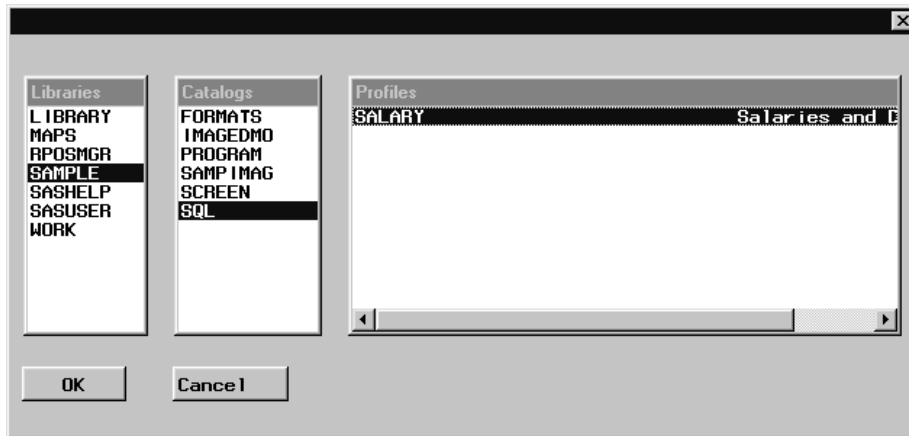 Libraries
LIBRARY
MAPS
RPOSMGR
SAMPLE
SASHELP
SASUSER
WORK
Catalogs
FORMATS
IMAGEDMO
PROGRAM
SAMPIMAG
SCREEN
SQL
Profiles
SALARY Salaries and D
OK
Cancel